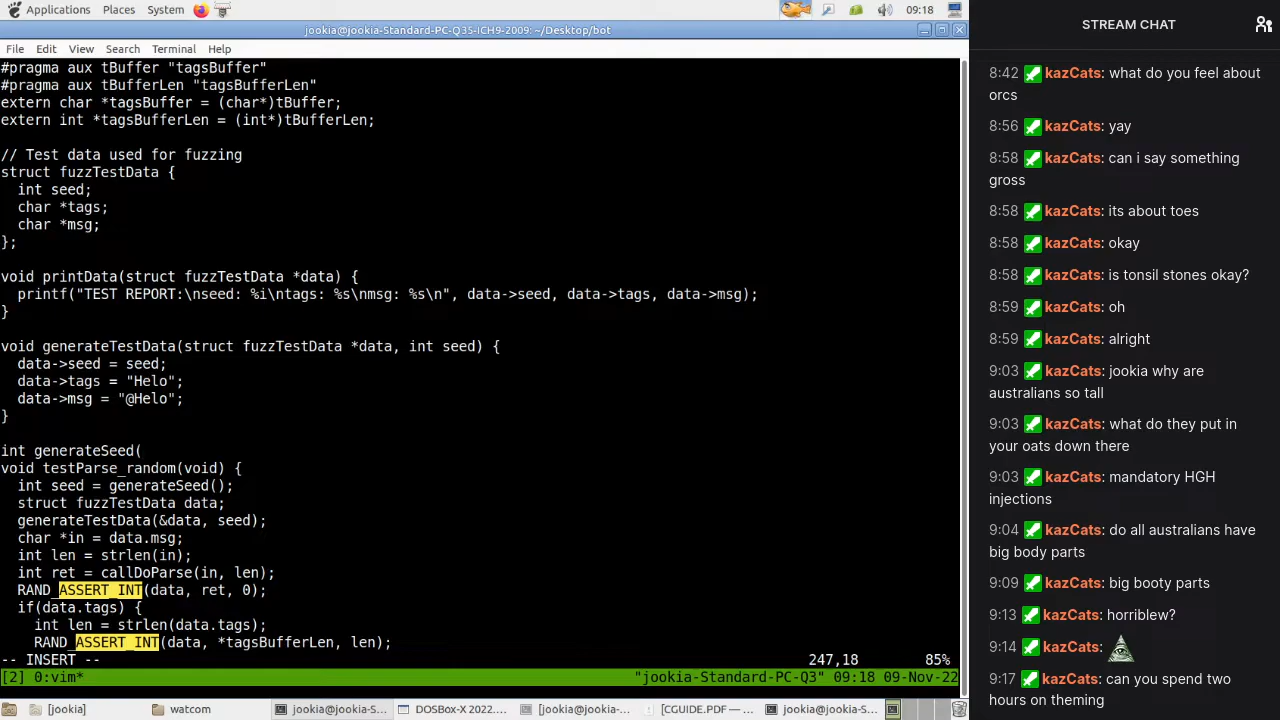 Applications Places System 09:18
jookia@jookia-Standard-PC-Q35-ICH9-2009: ~/Desktop/bot
File Edit View Search Terminal Help
#pragma aux tBuffer "tagsBuffer"
#pragma aux tBufferLen "tagsBufferLen"
extern char *tagsBuffer = (char*)tBuffer;
extern int *tagsBufferLen = (int*)tBufferLen;
// Test data used for fuzzing
struct fuzzTestData {
int seed;
char *tags;
char *msg;
};
void printData(struct fuzzTestData *data) {
printf("TEST REPORT:\nseed: %i\ntags: %s\nmsg: %s\n", data->seed, data->tags, data->msg);
}
void generateTestData(struct fuzzTestData *data, int seed) {
data->seed = seed;
data->tags = "Helo";
data->msg = "@Helo";
}
int generateSeed(
void testParse_random(void) {
int seed = generateSeed();
struct fuzzTestData data;
generateTestData(&data, seed);
char *in = data.msg;
int len = strlen(in);
int ret = callDoParse(in, len);
RAND_ASSERT_INT(data, ret, 0);
if(data.tags) {
int len = strlen(data.tags);
RAND_ASSERT_INT(data, *tagsBufferLen, len);
-- INSERT -- 247,18 85%
[2] 0:vim* "jookia-Standard-PC-Q3" 09:18 09-Nov-22
[jookia] watcom jookia@jookia-S... DOSBox-X 2022.... [jookia@jookia-... [CGUIDE.PDF —... jookia@jookia-S...
STREAM CHAT
8:42 kazCats: what do you feel about
orcs
8:56 kazCats: yay
8:58 kazCats: can i say something
gross
8:58 kazCats: its about toes
8:58 kazCats: okay
8:58 kazCats: is tonsil stones okay?
8:59 kazCats: oh
8:59 kazCats: alright
9:03 kazCats: jookia why are
australians so tall
9:03 kazCats: what do they put in
your oats down there
9:03 kazCats: mandatory HGH
injections
9:04 kazCats: do all australians have
big body parts
9:09 kazCats: big booty parts
9:13 kazCats: horriblew?
9:14 kazCats:
9:17 kazCats: can you spend two
hours on theming